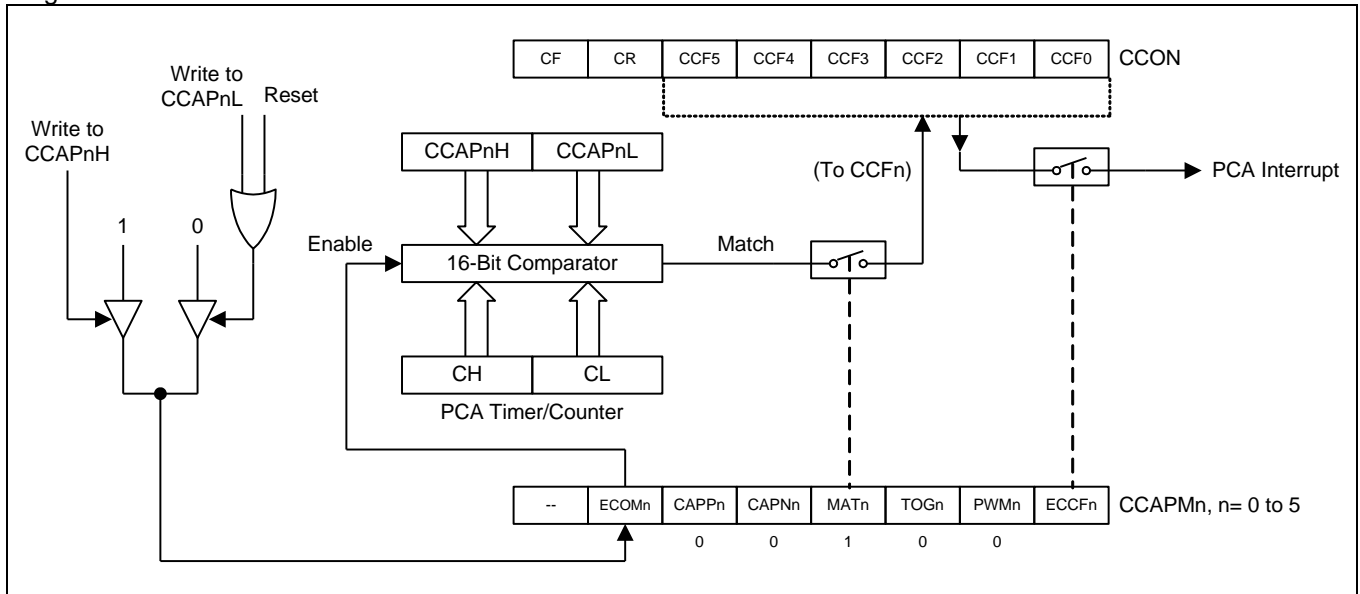 CF CR CCF5 CCF4 CCF3 CCF2 CCF1 CCF0 CCON
Write to
CCAPnL
Reset
Write to
CCAPnH
CCAPnH CCAPnL
(To CCFn)
PCA Interrupt
1 0
Enable
16-Bit Comparator
Match
CH CL
PCA Timer/Counter
-- ECOMn CAPPn CAPNn MATn TOGn PWMn ECCFn CCAPMn, n= 0 to 5
0 0 1 0 0